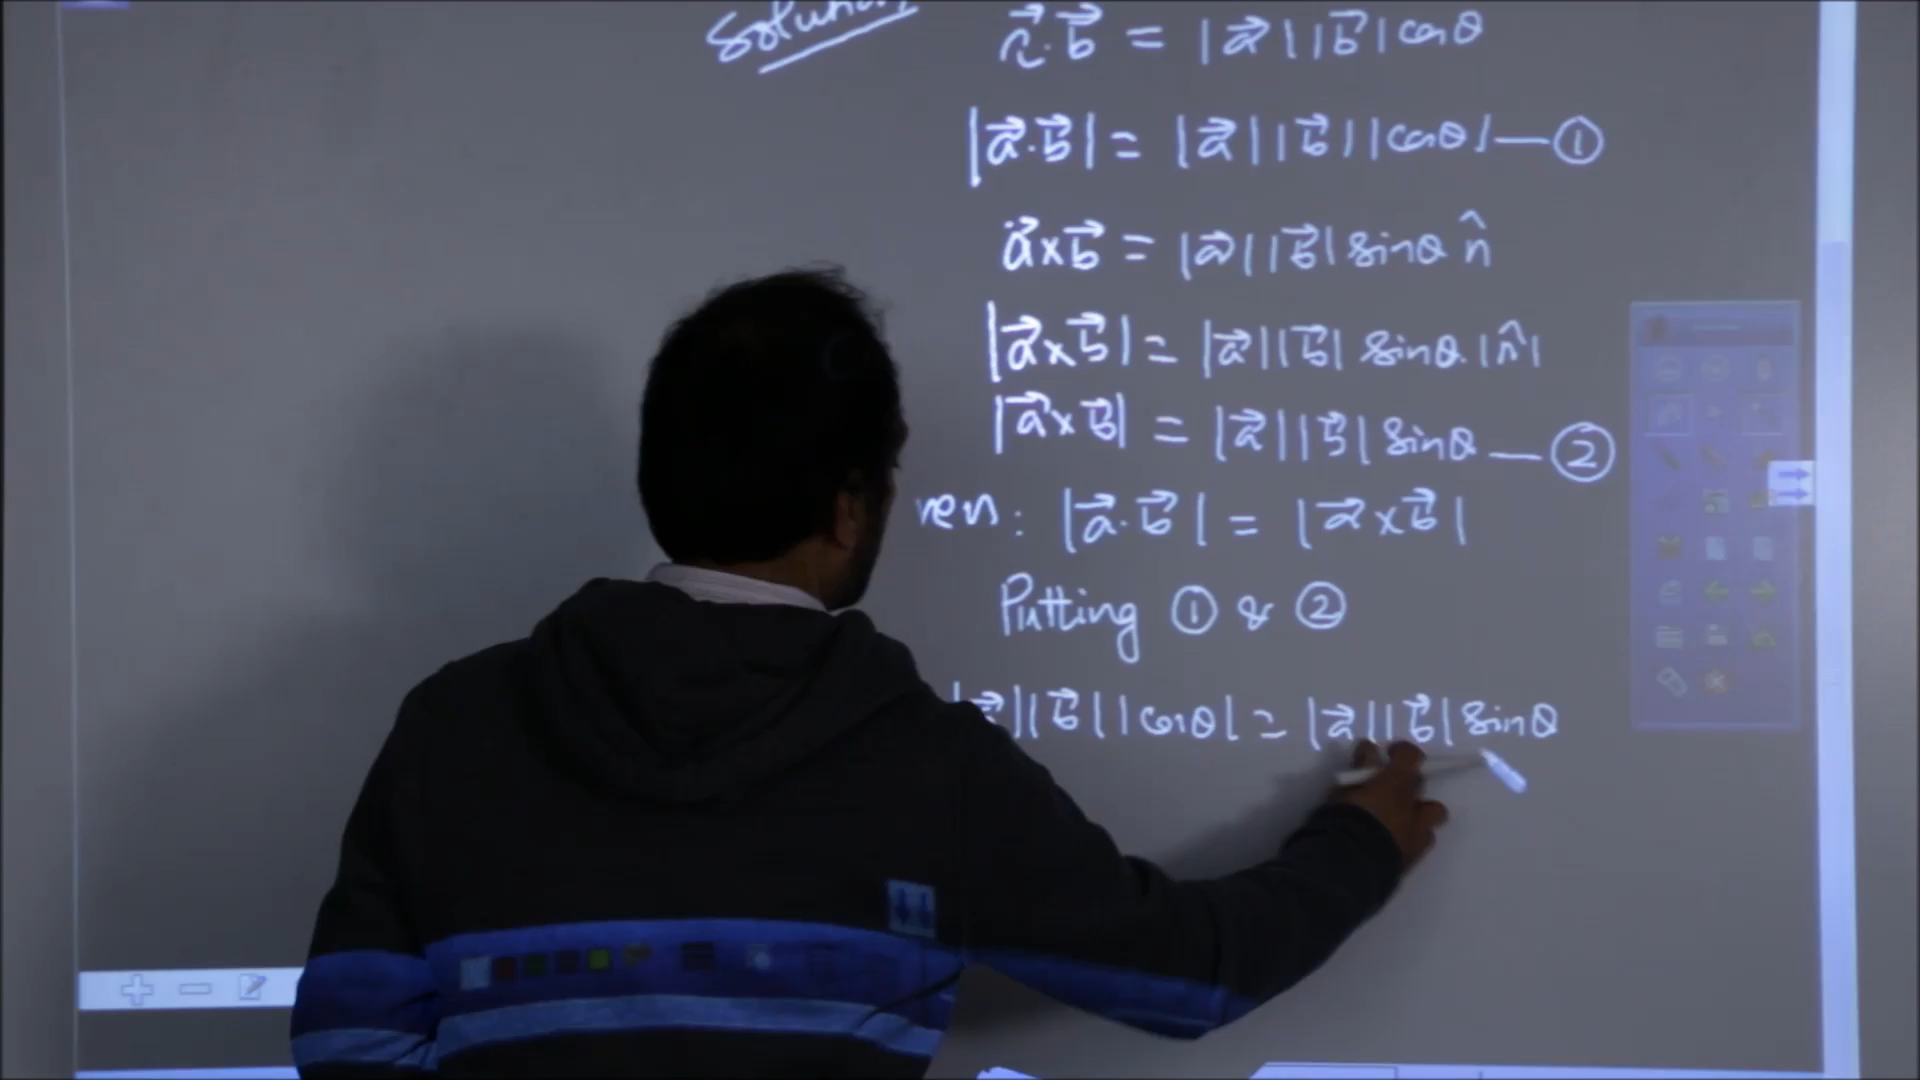 Solution
a⃗·b⃗ = |a⃗||b⃗|cosθ
|a⃗·b⃗| = |a⃗||b⃗||cosθ| — ①
a⃗×b⃗ = |a⃗||b⃗| sinθ n̂
|a⃗×b⃗| = |a⃗||b⃗| sinθ.|n̂|
|a⃗×b⃗| = |a⃗||b⃗| sinθ — ②
ven: |a⃗·b⃗| = |a⃗×b⃗|
Putting ① & ②
|a⃗||b⃗||cosθ| = |a⃗||b⃗| sinθ